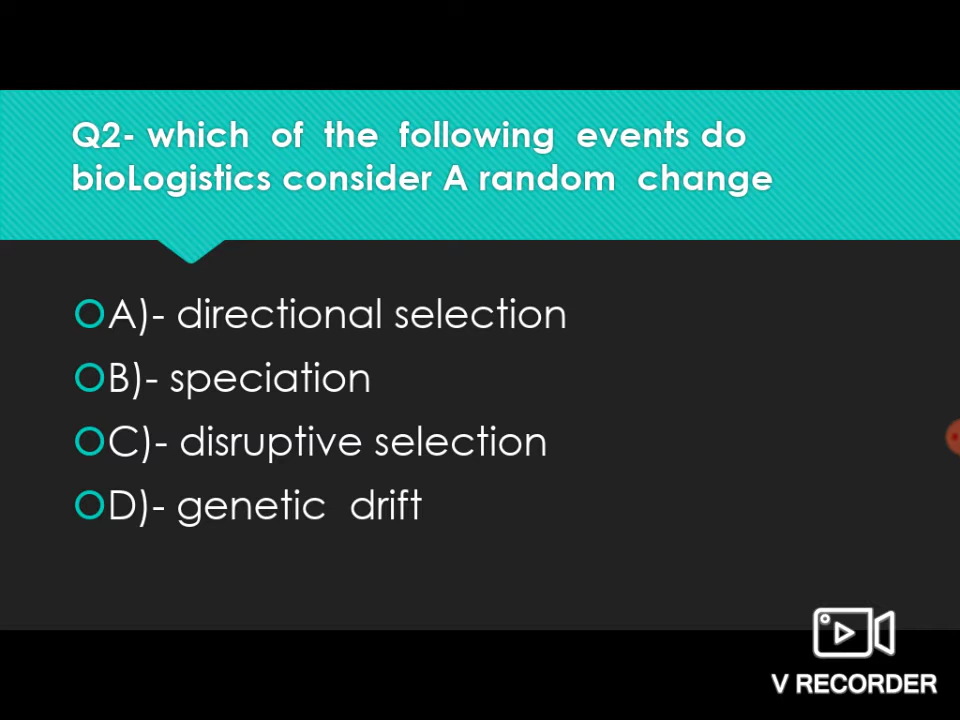 Q2- which of the following events do
bioLogistics consider A random change
A)- directional selection
B)- speciation
C)- disruptive selection
D)- genetic drift
V RECORDER